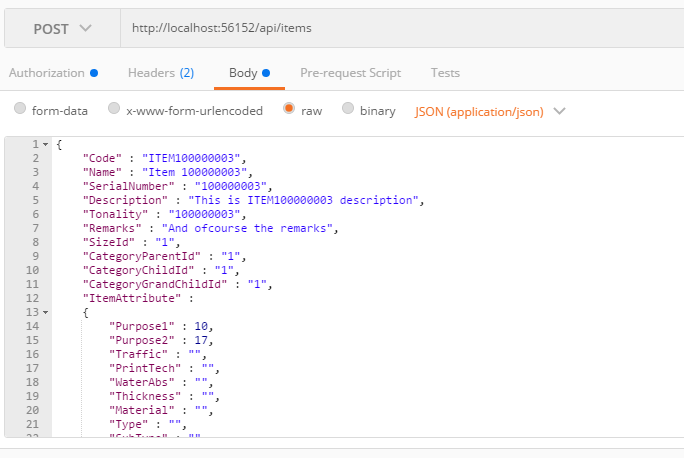 POST http://localhost:56152/api/items
Authorization Headers (2) Body Pre-request Script Tests
form-data x-www-form-urlencoded raw binary JSON (application/json)
1 {
2 "Code" : "ITEM100000003",
3 "Name" : "Item 100000003",
4 "SerialNumber" : "100000003",
5 "Description" : "This is ITEM100000003 description",
6 "Tonality" : "100000003",
7 "Remarks" : "And ofcourse the remarks",
8 "SizeId" : "1",
9 "CategoryParentId" : "1",
10 "CategoryChildId" : "1",
11 "CategoryGrandChildId" : "1",
12 "ItemAttribute" :
13 {
14 "Purpose1" : 10,
15 "Purpose2" : 17,
16 "Traffic" : "",
17 "PrintTech" : "",
18 "WaterAbs" : "",
19 "Thickness" : "",
20 "Material" : "",
21 "Type" : "",
22 "SubType" : ""